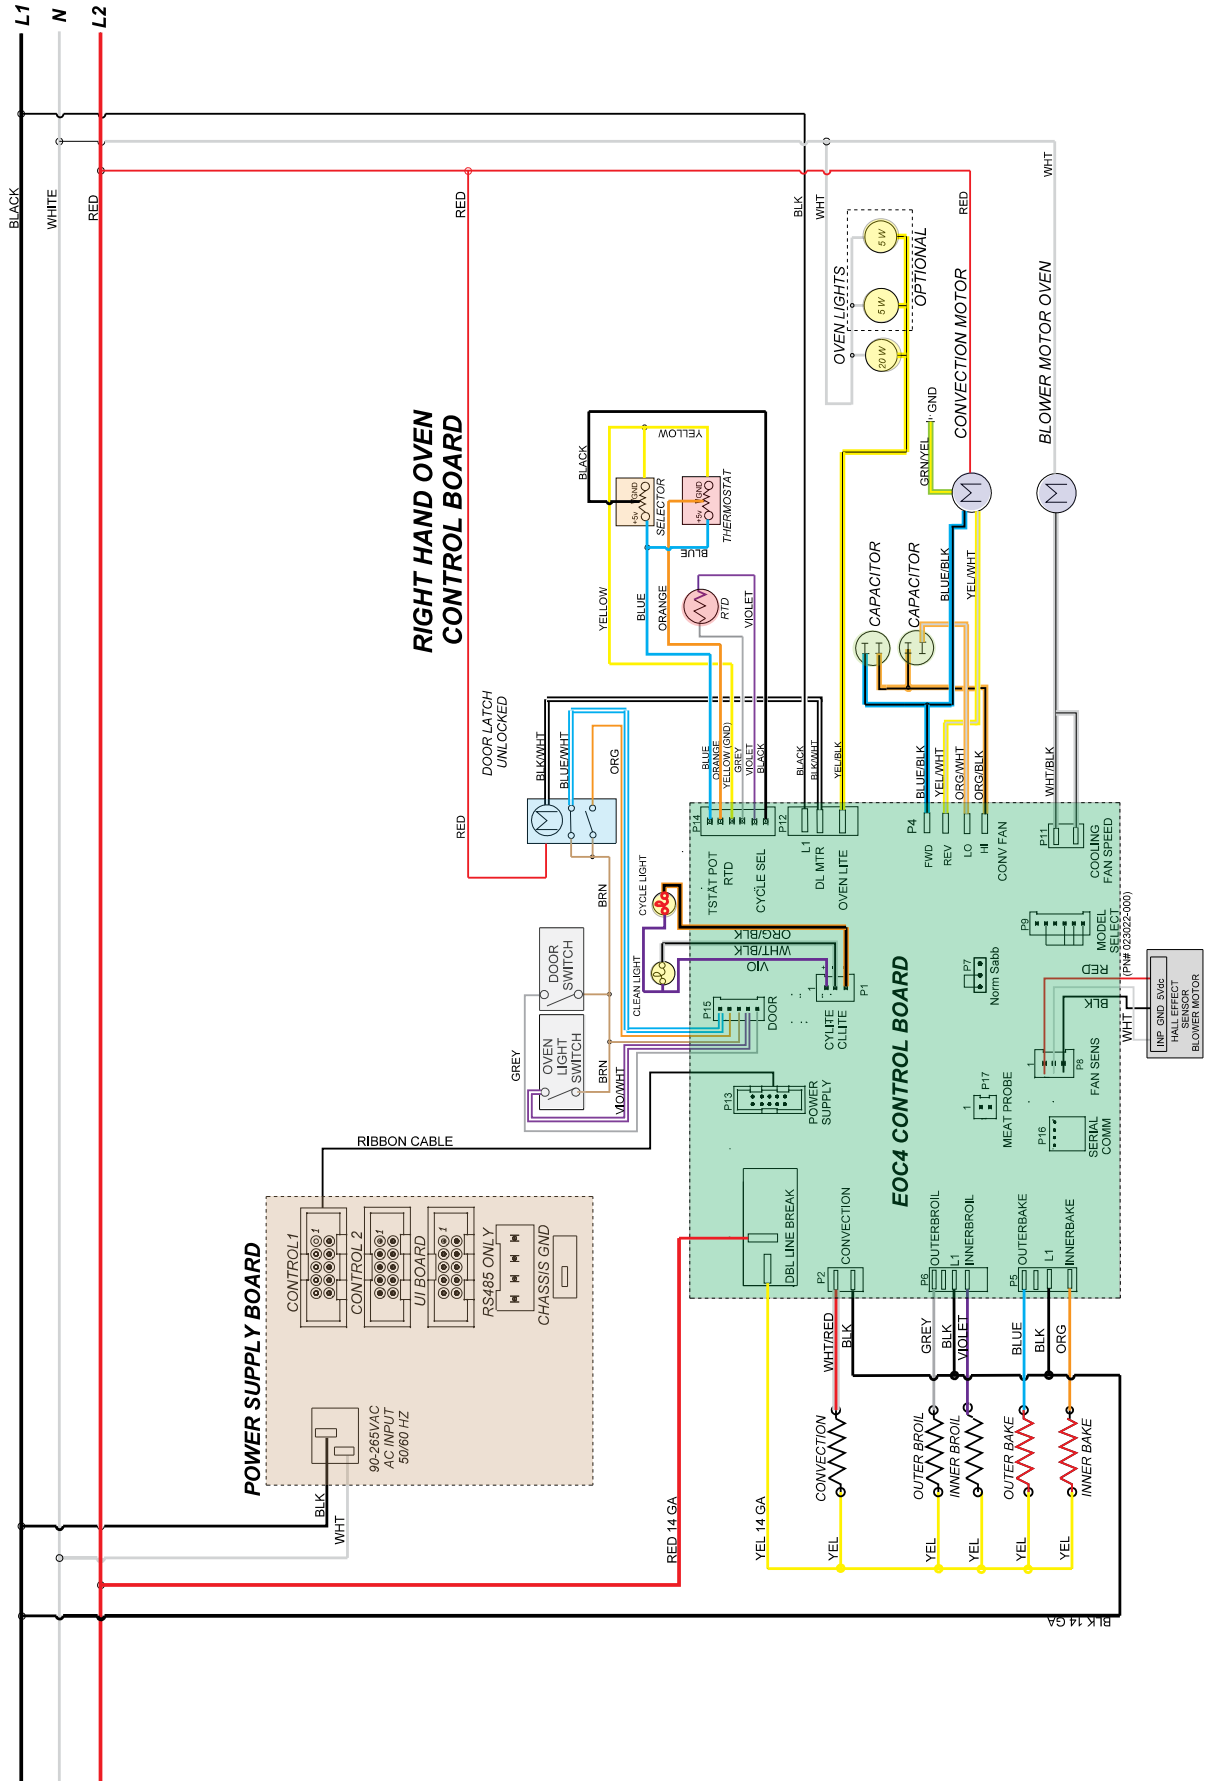 L1
N
L2
BLACK
WHITE
RED
RED
BLK
WHT
RED
WHT
OVEN LIGHTS
5 W
5 W
20 W
OPTIONAL
CONVECTION MOTOR
BLOWER MOTOR OVEN
GND
GRN/YEL
M
M
RIGHT HAND OVEN
CONTROL BOARD
BLACK
YELLOW
+5v
GND
SELECTOR
+5v
GND
THERMOSTAT
BLUE
YELLOW
BLUE
ORANGE
RTD
VIOLET
CAPACITOR
CAPACITOR
BLUE/BLK
YEL/WHT
DOOR LATCH
UNLOCKED
BLK/WHT
BLUE/WHT
ORG
M
RED
BLUE
ORANGE
YELLOW (GND)
GREY
VIOLET
BLACK
BLACK
BLK/WHT
YEL/BLK
BLUE/BLK
YEL/WHT
ORG/WHT
ORG/BLK
WHT/BLK
P14
TSTAT POT
RTD
CYCLE SEL
P12
L1
DL MTR
OVEN LITE
P4
FWD
REV
LO
HI
CONV FAN
P11
COOLING
FAN SPEED
BRN
CYCLE LIGHT
CLEAN LIGHT
ORG/BLK
WHT/BLK
VIO
DOOR
SWITCH
OVEN
LIGHT
SWITCH
GREY
BRN
VIO/WHT
P15
DOOR
1
P1
CYLITE
CLLITE
P9
MODEL
SELECT
(PN# 023022-000)
P7
Norm Sabb
EOC4 CONTROL BOARD
RED
BLK
WHT
INP GND 5Vdc
HALL EFFECT
SENSOR
BLOWER MOTOR
1
P8
FAN SENS
P13
POWER
SUPPLY
1
P17
MEAT PROBE
P16
SERIAL
COMM
RIBBON CABLE
POWER SUPPLY BOARD
CONTROL1
1
CONTROL 2
1
UI BOARD
1
RS485 ONLY
CHASSIS GND
90-265VAC
AC INPUT
50/60 HZ
BLK
WHT
DBL LINE BREAK
P2
CONVECTION
P6
OUTERBROIL
L1
INNERBROIL
P5
OUTERBAKE
L1
INNERBAKE
WHT/RED
BLK
GREY
BLK
VIOLET
BLUE
BLK
ORG
CONVECTION
OUTER BROIL
INNER BROIL
OUTER BAKE
INNER BAKE
RED 14 GA
YEL 14 GA
YEL
YEL
YEL
YEL
YEL
BLK 14 GA